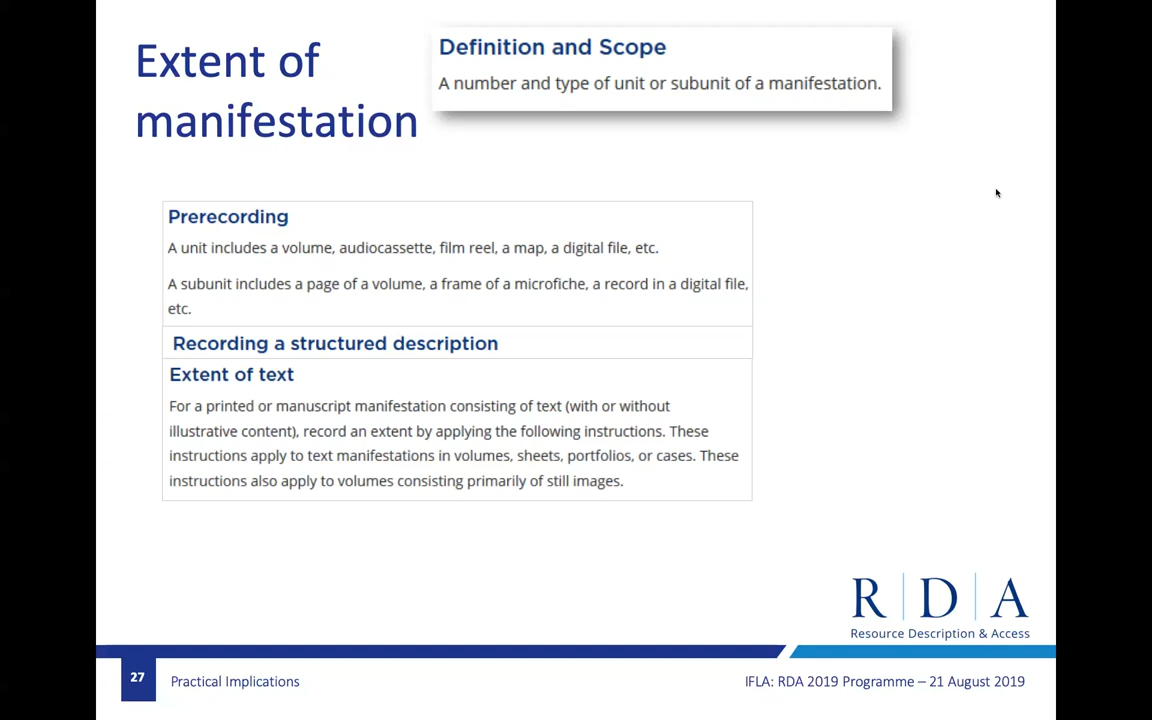 Extent of
manifestation
Definition and Scope
A number and type of unit or subunit of a manifestation.
Prerecording
A unit includes a volume, audiocassette, film reel, a map, a digital file, etc.
A subunit includes a page of a volume, a frame of a microfiche, a record in a digital file,
etc.
Recording a structured description
Extent of text
For a printed or manuscript manifestation consisting of text (with or without
illustrative content), record an extent by applying the following instructions. These
instructions apply to text manifestations in volumes, sheets, portfolios, or cases. These
instructions also apply to volumes consisting primarily of still images.
R D A
Resource Description & Access
27
Practical Implications
IFLA: RDA 2019 Programme – 21 August 2019